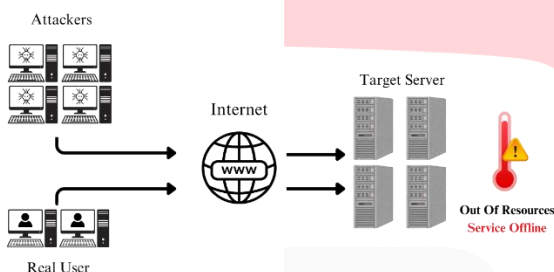 Attackers
Target Server
Internet
WWW
!
Out Of Resources
Service Offline
Real User